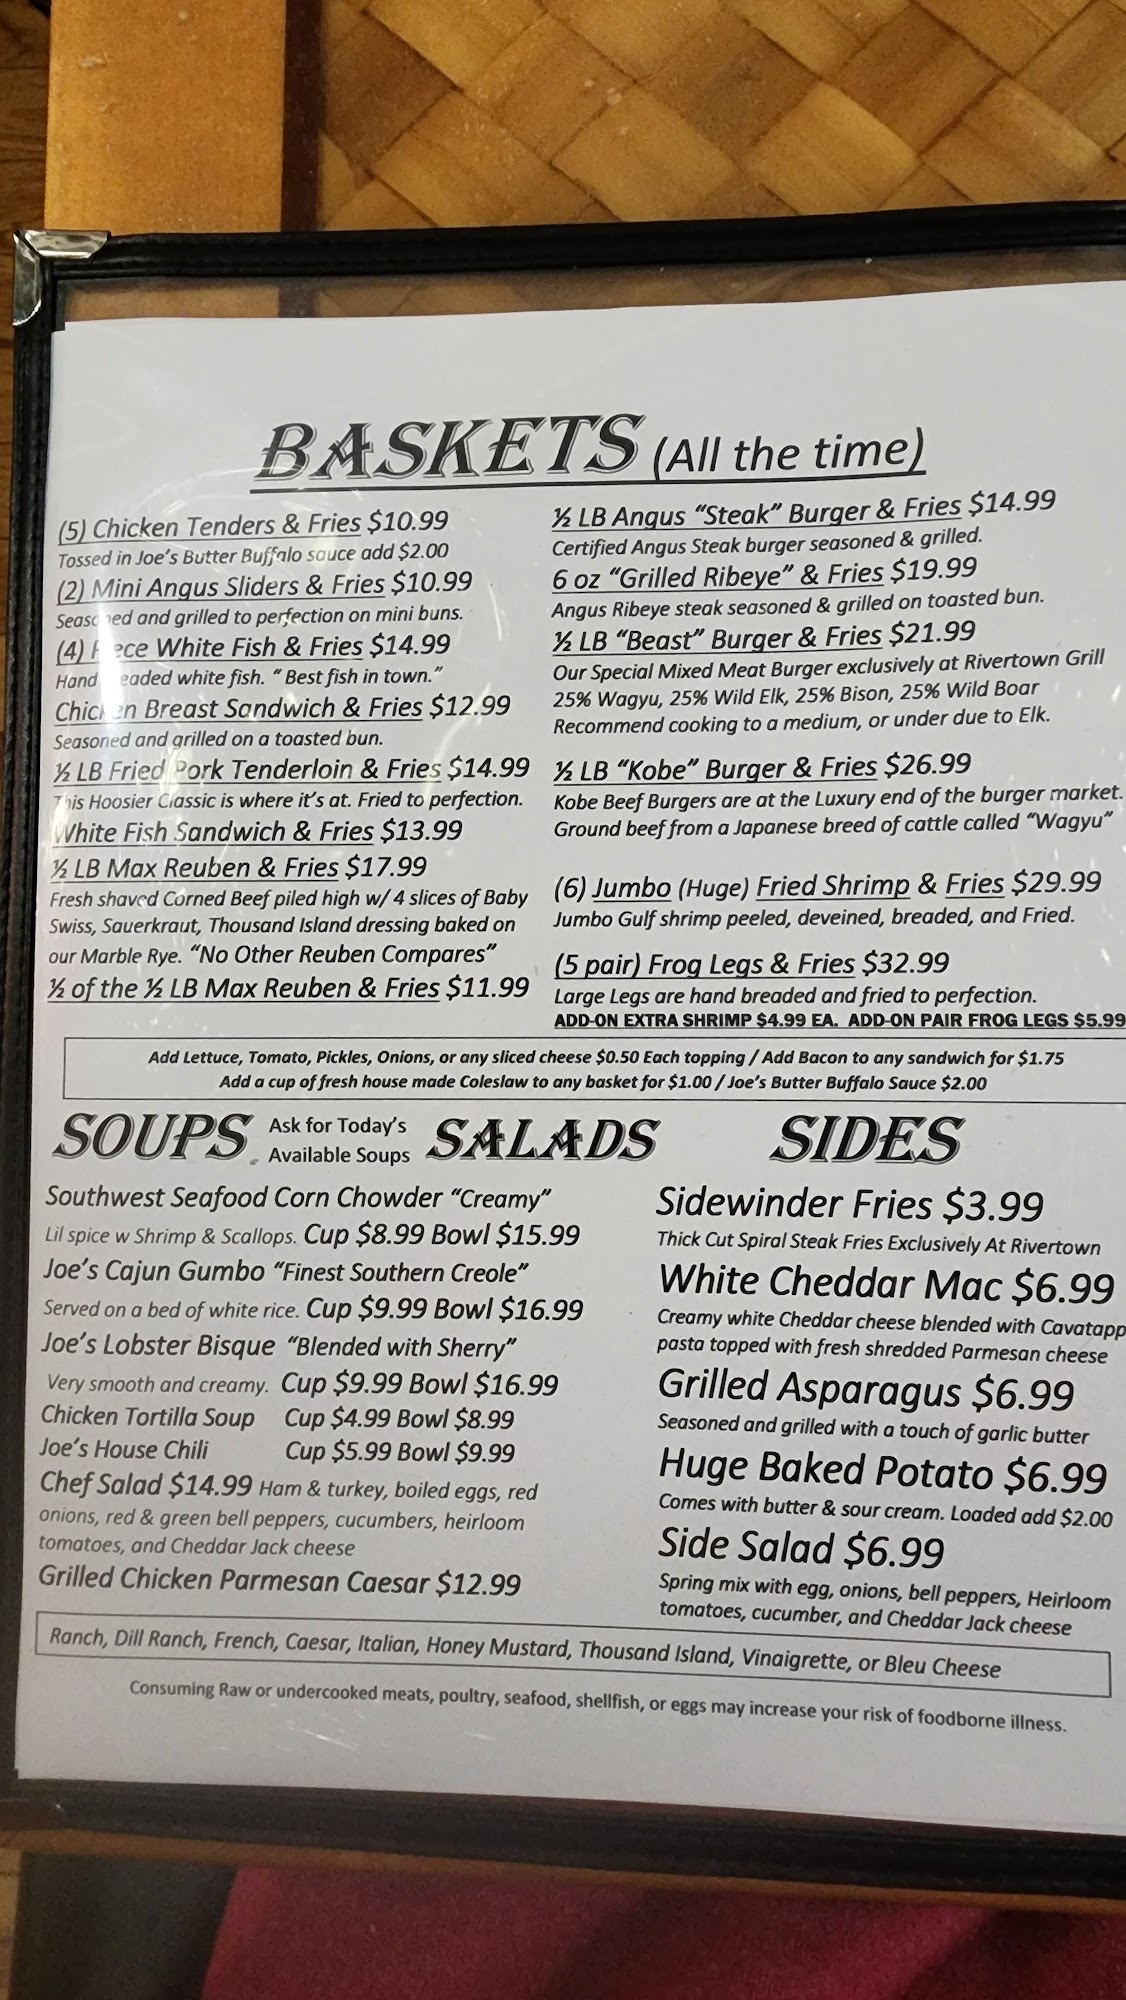 BASKETS (All the time)
(5) Chicken Tenders & Fries $10.99
Tossed in Joe's Butter Buffalo sauce add $2.00
(2) Mini Angus Sliders & Fries $10.99
Seasoned and grilled to perfection on mini buns.
(4) Piece White Fish & Fries $14.99
Hand breaded white fish. "Best fish in town."
Chicken Breast Sandwich & Fries $12.99
Seasoned and grilled on a toasted bun.
½ LB Fried Pork Tenderloin & Fries $14.99
This Hoosier Classic is where it's at. Fried to perfection.
White Fish Sandwich & Fries $13.99
½ LB Max Reuben & Fries $17.99
Fresh shaved Corned Beef piled high w/ 4 slices of Baby
Swiss, Sauerkraut, Thousand Island dressing baked on
our Marble Rye. "No Other Reuben Compares"
½ of the ½ LB Max Reuben & Fries $11.99
½ LB Angus "Steak" Burger & Fries $14.99
Certified Angus Steak burger seasoned & grilled.
6 oz "Grilled Ribeye" & Fries $19.99
Angus Ribeye steak seasoned & grilled on toasted bun.
½ LB "Beast" Burger & Fries $21.99
Our Special Mixed Meat Burger exclusively at Rivertown Grill
25% Wagyu, 25% Wild Elk, 25% Bison, 25% Wild Boar
Recommend cooking to a medium, or under due to Elk.
½ LB "Kobe" Burger & Fries $26.99
Kobe Beef Burgers are at the Luxury end of the burger market.
Ground beef from a Japanese breed of cattle called "Wagyu"
(6) Jumbo (Huge) Fried Shrimp & Fries $29.99
Jumbo Gulf shrimp peeled, deveined, breaded, and Fried.
(5 pair) Frog Legs & Fries $32.99
Large Legs are hand breaded and fried to perfection.
ADD-ON EXTRA SHRIMP $4.99 EA. ADD-ON PAIR FROG LEGS $5.99
Add Lettuce, Tomato, Pickles, Onions, or any sliced cheese $0.50 Each topping / Add Bacon to any sandwich for $1.75
Add a cup of fresh house made Coleslaw to any basket for $1.00 / Joe's Butter Buffalo Sauce $2.00
SOUPS Ask for Today's
Available Soups
SALADS
Southwest Seafood Corn Chowder "Creamy"
Lil spice w Shrimp & Scallops. Cup $8.99 Bowl $15.99
Joe's Cajun Gumbo "Finest Southern Creole"
Served on a bed of white rice. Cup $9.99 Bowl $16.99
Joe's Lobster Bisque "Blended with Sherry"
Very smooth and creamy. Cup $9.99 Bowl $16.99
Chicken Tortilla Soup Cup $4.99 Bowl $8.99
Joe's House Chili Cup $5.99 Bowl $9.99
Chef Salad $14.99 Ham & turkey, boiled eggs, red
onions, red & green bell peppers, cucumbers, heirloom
tomatoes, and Cheddar Jack cheese
Grilled Chicken Parmesan Caesar $12.99
SIDES
Sidewinder Fries $3.99
Thick Cut Spiral Steak Fries Exclusively At Rivertown
White Cheddar Mac $6.99
Creamy white Cheddar cheese blended with Cavatapp
pasta topped with fresh shredded Parmesan cheese
Grilled Asparagus $6.99
Seasoned and grilled with a touch of garlic butter
Huge Baked Potato $6.99
Comes with butter & sour cream. Loaded add $2.00
Side Salad $6.99
Spring mix with egg, onions, bell peppers, Heirloom
tomatoes, cucumber, and Cheddar Jack cheese
Ranch, Dill Ranch, French, Caesar, Italian, Honey Mustard, Thousand Island, Vinaigrette, or Bleu Cheese
Consuming Raw or undercooked meats, poultry, seafood, shellfish, or eggs may increase your risk of foodborne illness.